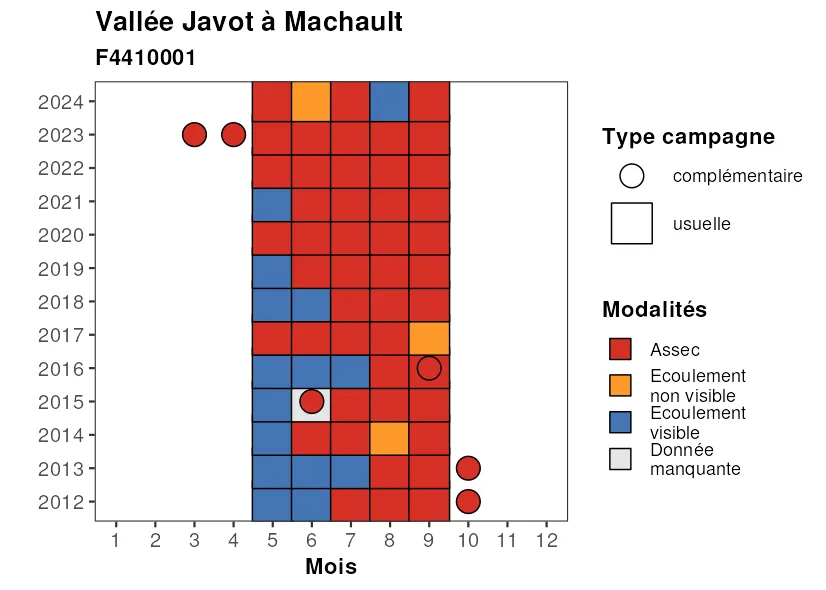 Vallée Javot à Machault
F4410001
2024
2023
2022
2021
2020
2019
2018
2017
2016
2015
2014
2013
2012
1 2 3 4 5 6 7 8 9 10 11 12
Mois
Type campagne
complémentaire
usuelle
Modalités
Assec
Ecoulement
non visible
Ecoulement
visible
Donnée
manquante